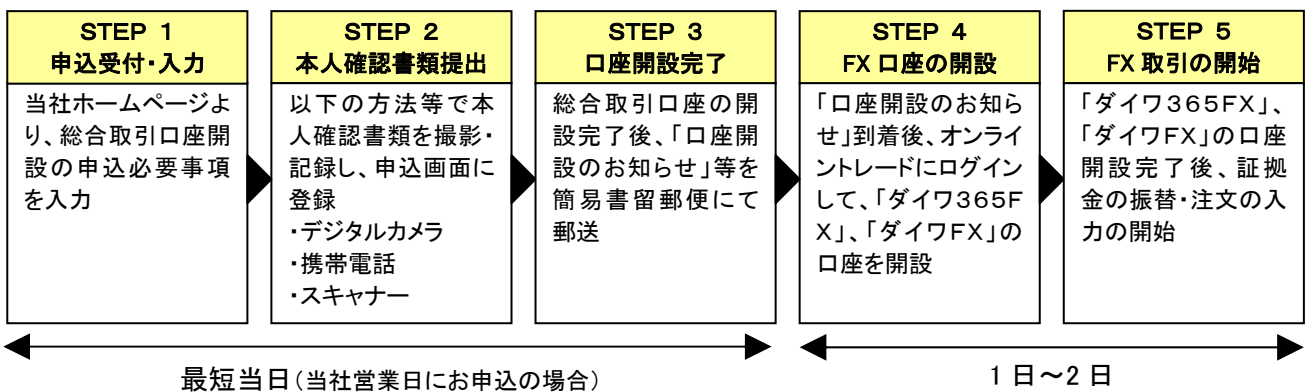 STEP 1
申込受付・入力
当社ホームページよ
り、総合取引口座開
設の申込必要事項
を入力
STEP 2
本人確認書類提出
以下の方法等で本
人確認書類を撮影・
記録し、申込画面に
登録
・デジタルカメラ
・携帯電話
・スキャナー
STEP 3
口座開設完了
総合取引口座の開
設完了後、「口座開
設のお知らせ」等を
簡易書留郵便にて
郵送
STEP 4
FX 口座の開設
「口座開設のお知ら
せ」到着後、オンライ
ントレードにログイン
して、「ダイワ365F
X」、「ダイワFX」の
口座を開設
STEP 5
FX 取引の開始
「ダイワ365FX」、
「ダイワFX」の口座
開設完了後、証拠
金の振替・注文の入
力の開始
最短当日(当社営業日にお申込の場合)
1日~2日